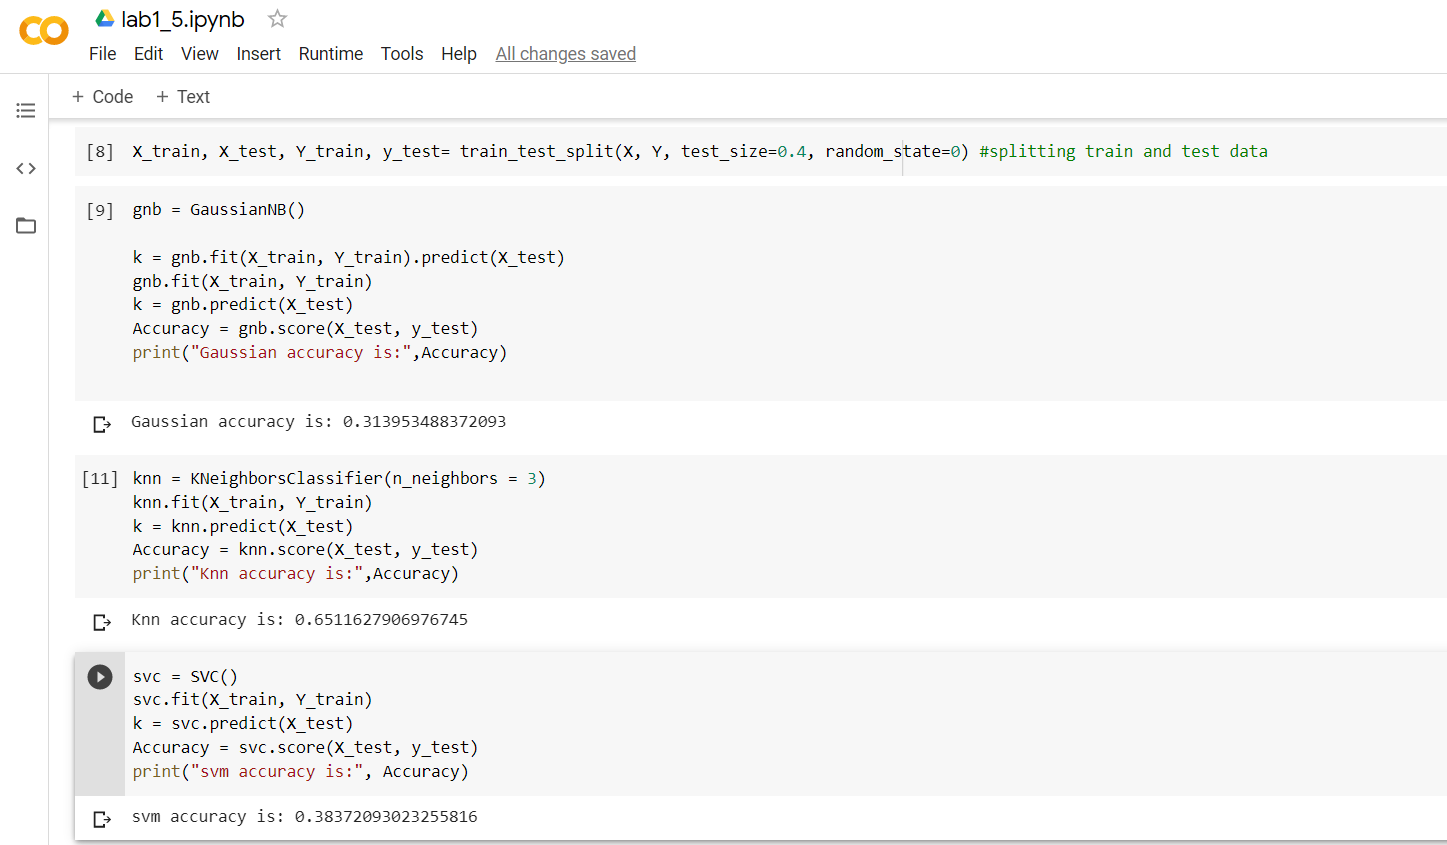 lab1_5.ipynb
File Edit View Insert Runtime Tools Help All changes saved
+ Code + Text
[8] X_train, X_test, Y_train, y_test= train_test_split(X, Y, test_size=0.4, random_state=0) #splitting train and test data
[9] gnb = GaussianNB()
k = gnb.fit(X_train, Y_train).predict(X_test)
gnb.fit(X_train, Y_train)
k = gnb.predict(X_test)
Accuracy = gnb.score(X_test, y_test)
print("Gaussian accuracy is:",Accuracy)
Gaussian accuracy is: 0.313953488372093
[11] knn = KNeighborsClassifier(n_neighbors = 3)
knn.fit(X_train, Y_train)
k = knn.predict(X_test)
Accuracy = knn.score(X_test, y_test)
print("Knn accuracy is:",Accuracy)
Knn accuracy is: 0.6511627906976745
svc = SVC()
svc.fit(X_train, Y_train)
k = svc.predict(X_test)
Accuracy = svc.score(X_test, y_test)
print("svm accuracy is:", Accuracy)
svm accuracy is: 0.38372093023255816